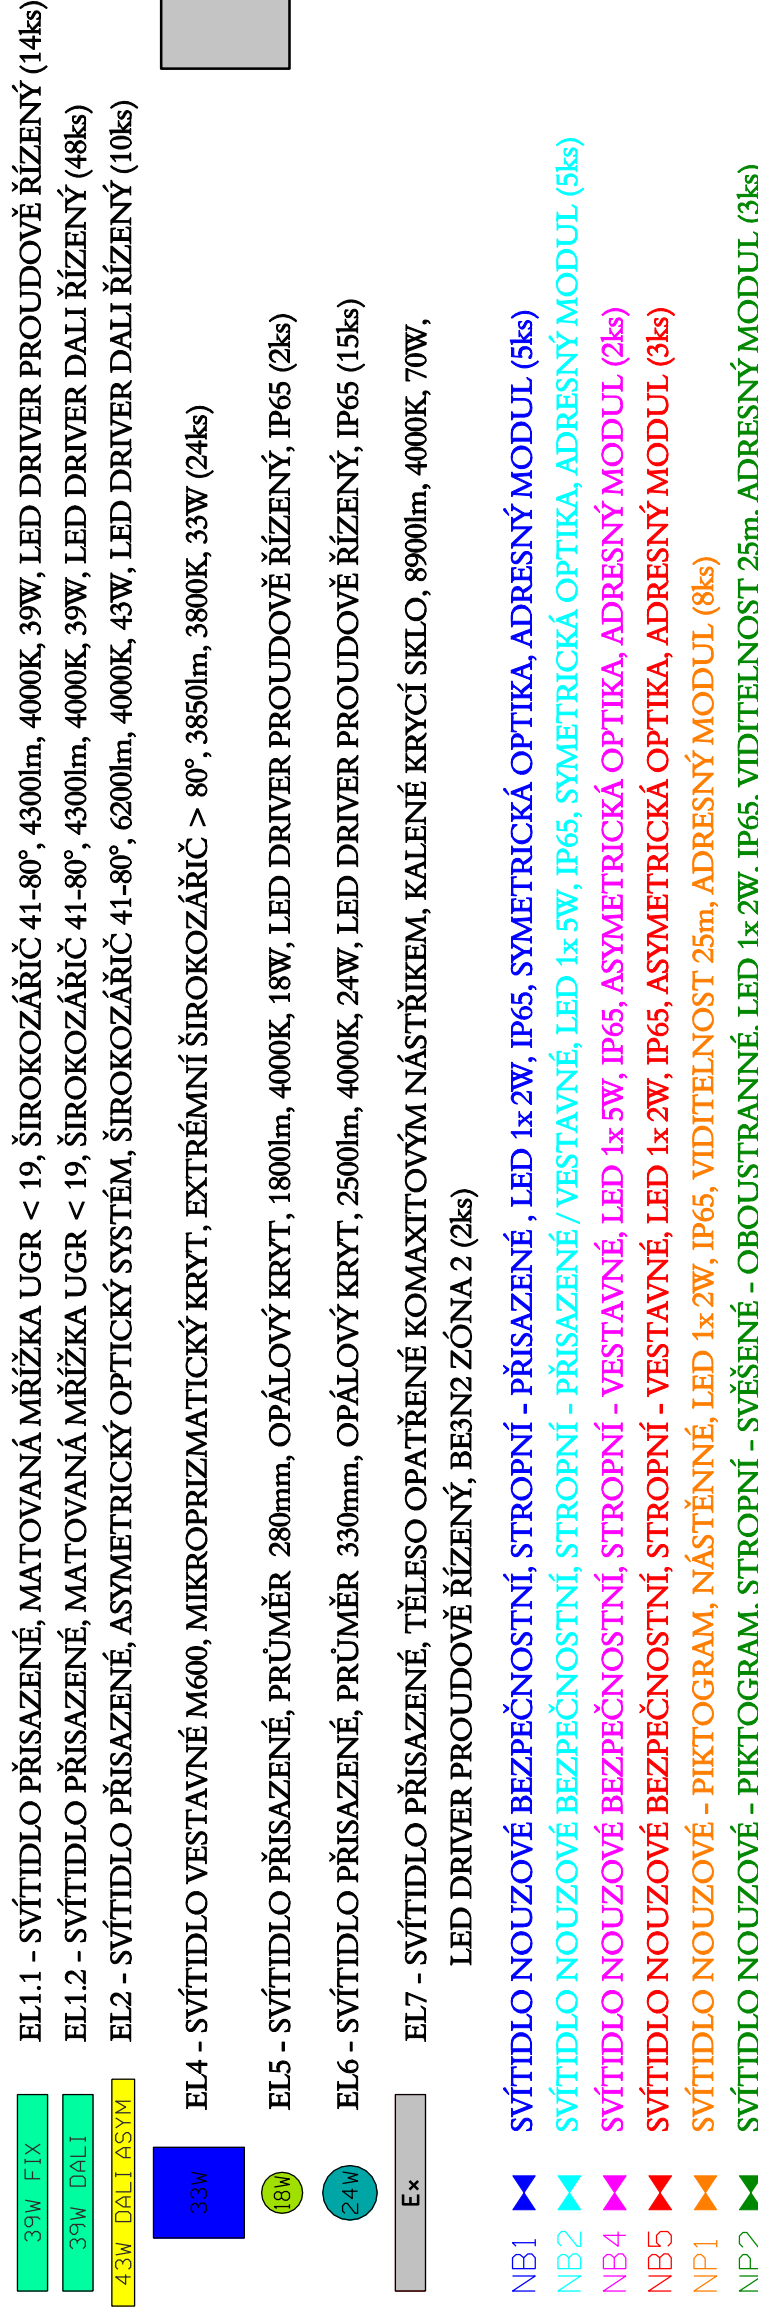 39W FIX EL1.1 - SVÍTIDLO PŘISAZENÉ, MATOVANÁ MŘÍŽKA UGR < 19, ŠIROKOZÁŘIČ 41-80°, 4300lm, 4000K, 39W, LED DRIVER PROUDOVĚ ŘÍZENÝ (14ks)
39W DALI EL1.2 - SVÍTIDLO PŘISAZENÉ, MATOVANÁ MŘÍŽKA UGR < 19, ŠIROKOZÁŘIČ 41-80°, 4300lm, 4000K, 39W, LED DRIVER DALI ŘÍZENÝ (48ks)
43W DALI ASYM EL2 - SVÍTIDLO PŘISAZENÉ, ASYMETRICKÝ OPTICKÝ SYSTÉM, ŠIROKOZÁŘIČ 41-80°, 6200lm, 4000K, 43W, LED DRIVER DALI ŘÍZENÝ (10ks)
33W EL4 - SVÍTIDLO VESTAVNÉ M600, MIKROPRIZMATICKÝ KRYT, EXTRÉMNÍ ŠIROKOZÁŘIČ > 80°, 3850lm, 3800K, 33W (24ks)
18W EL5 - SVÍTIDLO PŘISAZENÉ, PRŮMĚR 280mm, OPÁLOVÝ KRYT, 1800lm, 4000K, 18W, LED DRIVER PROUDOVĚ ŘÍZENÝ, IP65 (2ks)
24W EL6 - SVÍTIDLO PŘISAZENÉ, PRŮMĚR 330mm, OPÁLOVÝ KRYT, 2500lm, 4000K, 24W, LED DRIVER PROUDOVĚ ŘÍZENÝ, IP65 (15ks)
Ex EL7 - SVÍTIDLO PŘISAZENÉ, TĚLESO OPATŘENÉ KOMAXITOVÝM NÁSTŘIKEM, KALENÉ KRYCÍ SKLO, 8900lm, 4000K, 70W,
LED DRIVER PROUDOVĚ ŘÍZENÝ, BE3N2 ZÓNA 2 (2ks)
NB1 SVÍTIDLO NOUZOVÉ BEZPEČNOSTNÍ, STROPNÍ - PŘISAZENÉ , LED 1x 2W, IP65, SYMETRICKÁ OPTIKA, ADRESNÝ MODUL (5ks)
NB2 SVÍTIDLO NOUZOVÉ BEZPEČNOSTNÍ, STROPNÍ - PŘISAZENÉ / VESTAVNÉ, LED 1x 5W, IP65, SYMETRICKÁ OPTIKA, ADRESNÝ MODUL (5ks)
NB4 SVÍTIDLO NOUZOVÉ BEZPEČNOSTNÍ, STROPNÍ - VESTAVNÉ, LED 1x 5W, IP65, ASYMETRICKÁ OPTIKA, ADRESNÝ MODUL (2ks)
NB5 SVÍTIDLO NOUZOVÉ BEZPEČNOSTNÍ, STROPNÍ - VESTAVNÉ, LED 1x 2W, IP65, ASYMETRICKÁ OPTIKA, ADRESNÝ MODUL (3ks)
NP1 SVÍTIDLO NOUZOVÉ - PIKTOGRAM, NÁSTĚNNÉ, LED 1x 2W, IP65, VIDITELNOST 25m, ADRESNÝ MODUL (8ks)
NP2 SVÍTIDLO NOUZOVÉ - PIKTOGRAM, STROPNÍ - SVĚŠENÉ - OBOUSTRANNÉ, LED 1x 2W, IP65, VIDITELNOST 25m, ADRESNÝ MODUL (3ks)